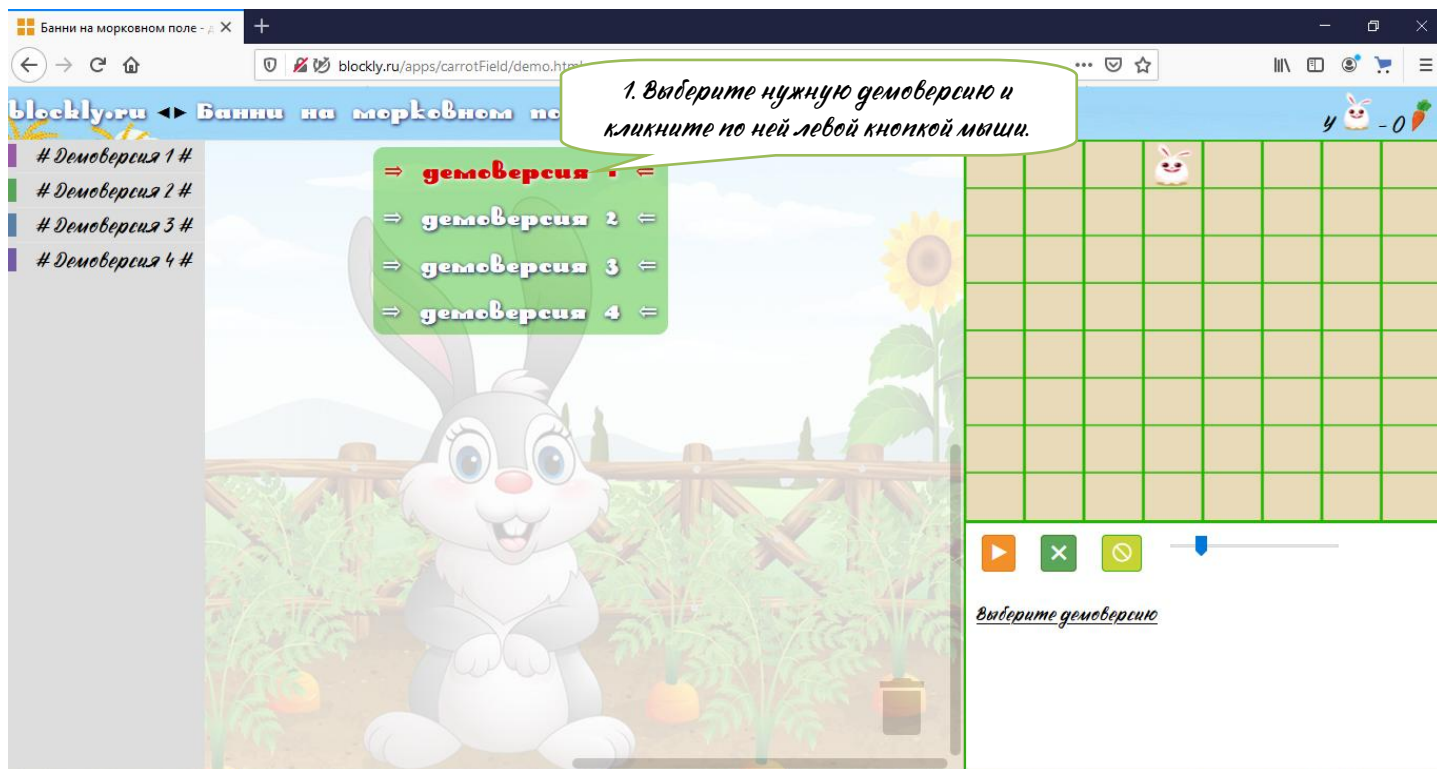 Банни на морковном поле - д
blockly.ru/apps/carrotField/demo.html
1. Выберите нужную демоверсию и
кликните по ней левой кнопкой мыши.
blockly.ru ◄► Банни на морковном по
у - 0
# Демоверсия 1 #
# Демоверсия 2 #
# Демоверсия 3 #
# Демоверсия 4 #
⇒ демоверсия ⇐
⇒ демоверсия 2 ⇐
⇒ демоверсия 3 ⇐
⇒ демоверсия 4 ⇐
Выберите демоверсию